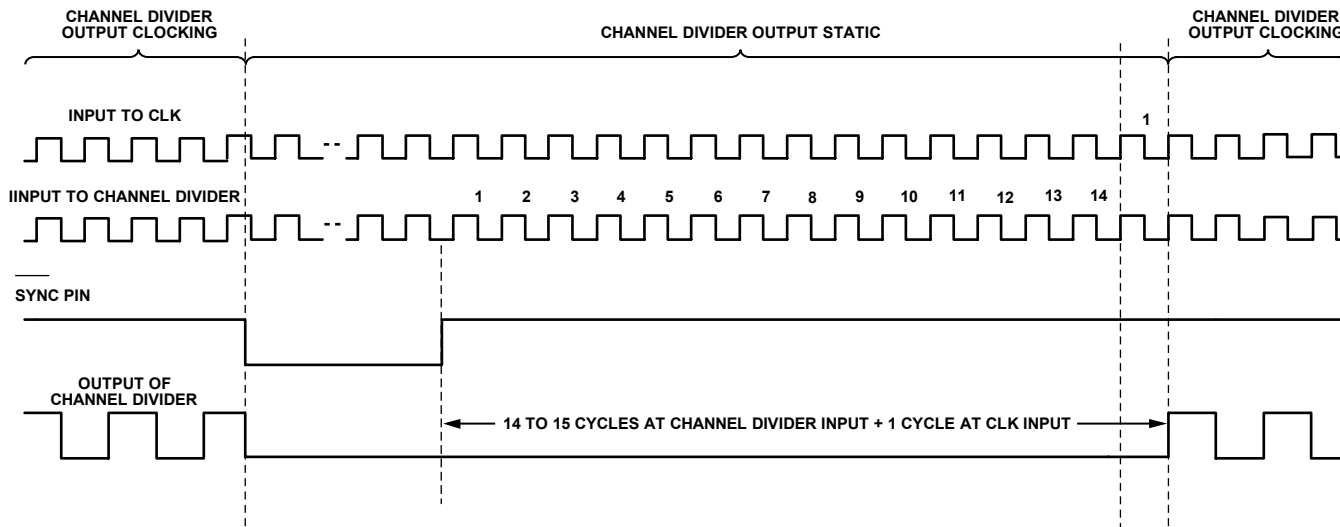 CHANNEL DIVIDER
OUTPUT CLOCKING
CHANNEL DIVIDER OUTPUT STATIC
CHANNEL DIVIDER
OUTPUT CLOCKING
INPUT TO CLK
1
IINPUT TO CHANNEL DIVIDER
1 2 3 4 5 6 7 8 9 10 11 12 13 14
SYNC PIN
OUTPUT OF
CHANNEL DIVIDER
14 TO 15 CYCLES AT CHANNEL DIVIDER INPUT + 1 CYCLE AT CLK INPUT